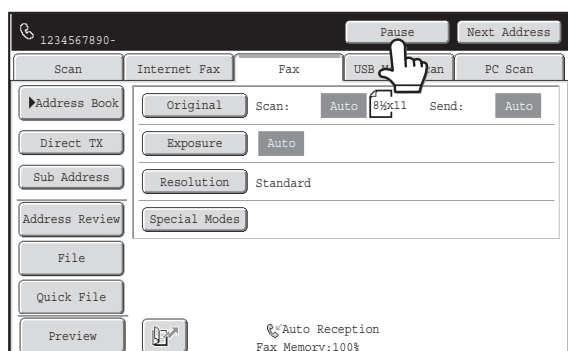 1234567890-
Pause
Next Address
Scan
Internet Fax
Fax
USB M an
PC Scan
Address Book
Original
Scan:
Auto
8½x11
Send:
Auto
Direct TX
Exposure
Auto
Sub Address
Resolution
Standard
Address Review
Special Modes
File
Quick File
Preview
Auto Reception
Fax Memory:100%